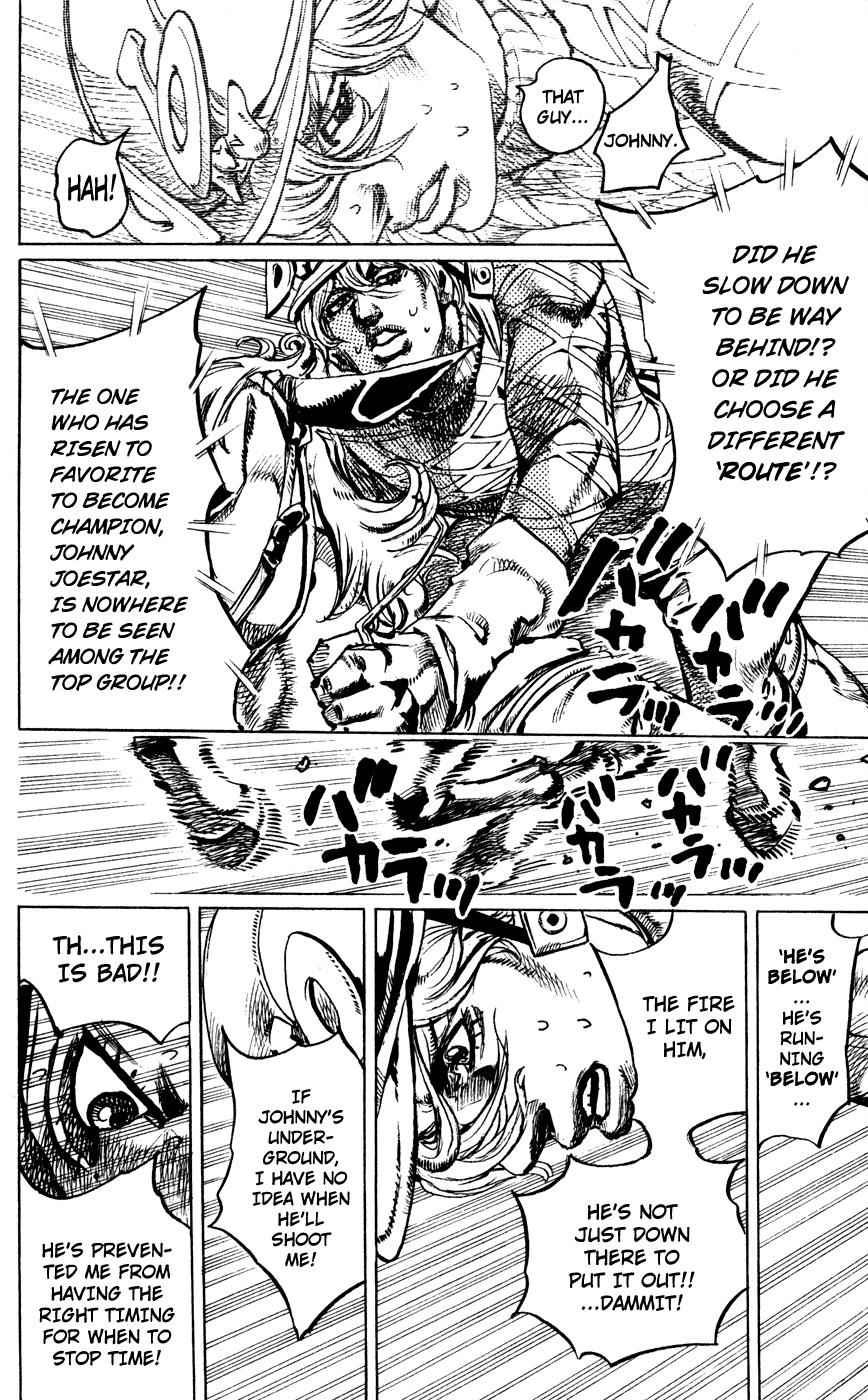 JOHNNY.
THAT
GUY...
HAH!
DID HE
SLOW DOWN
TO BE WAY
BEHIND!?
OR DID HE
CHOOSE A
DIFFERENT
'ROUTE'!?
THE ONE
WHO HAS
RISEN TO
FAVORITE
TO BECOME
CHAMPION,
JOHNNY
JOESTAR,
IS NOWHERE
TO BE SEEN
AMONG THE
TOP GROUP!!
バカラッ
バカラッ
バカラッ
バカラッ
バカラッ
'HE'S
BELOW'
...
HE'S
RUN-
NING
'BELOW'
...
THE FIRE
I LIT ON
HIM,
HE'S NOT
JUST DOWN
THERE TO
PUT IT OUT!!
...DAMMIT!
IF
JOHNNY'S
UNDER-
GROUND,
I HAVE NO
IDEA WHEN
HE'LL
SHOOT
ME!
TH...THIS
IS BAD!!
HE'S PREVEN-
TED ME FROM
HAVING THE
RIGHT TIMING
FOR WHEN TO
STOP TIME!